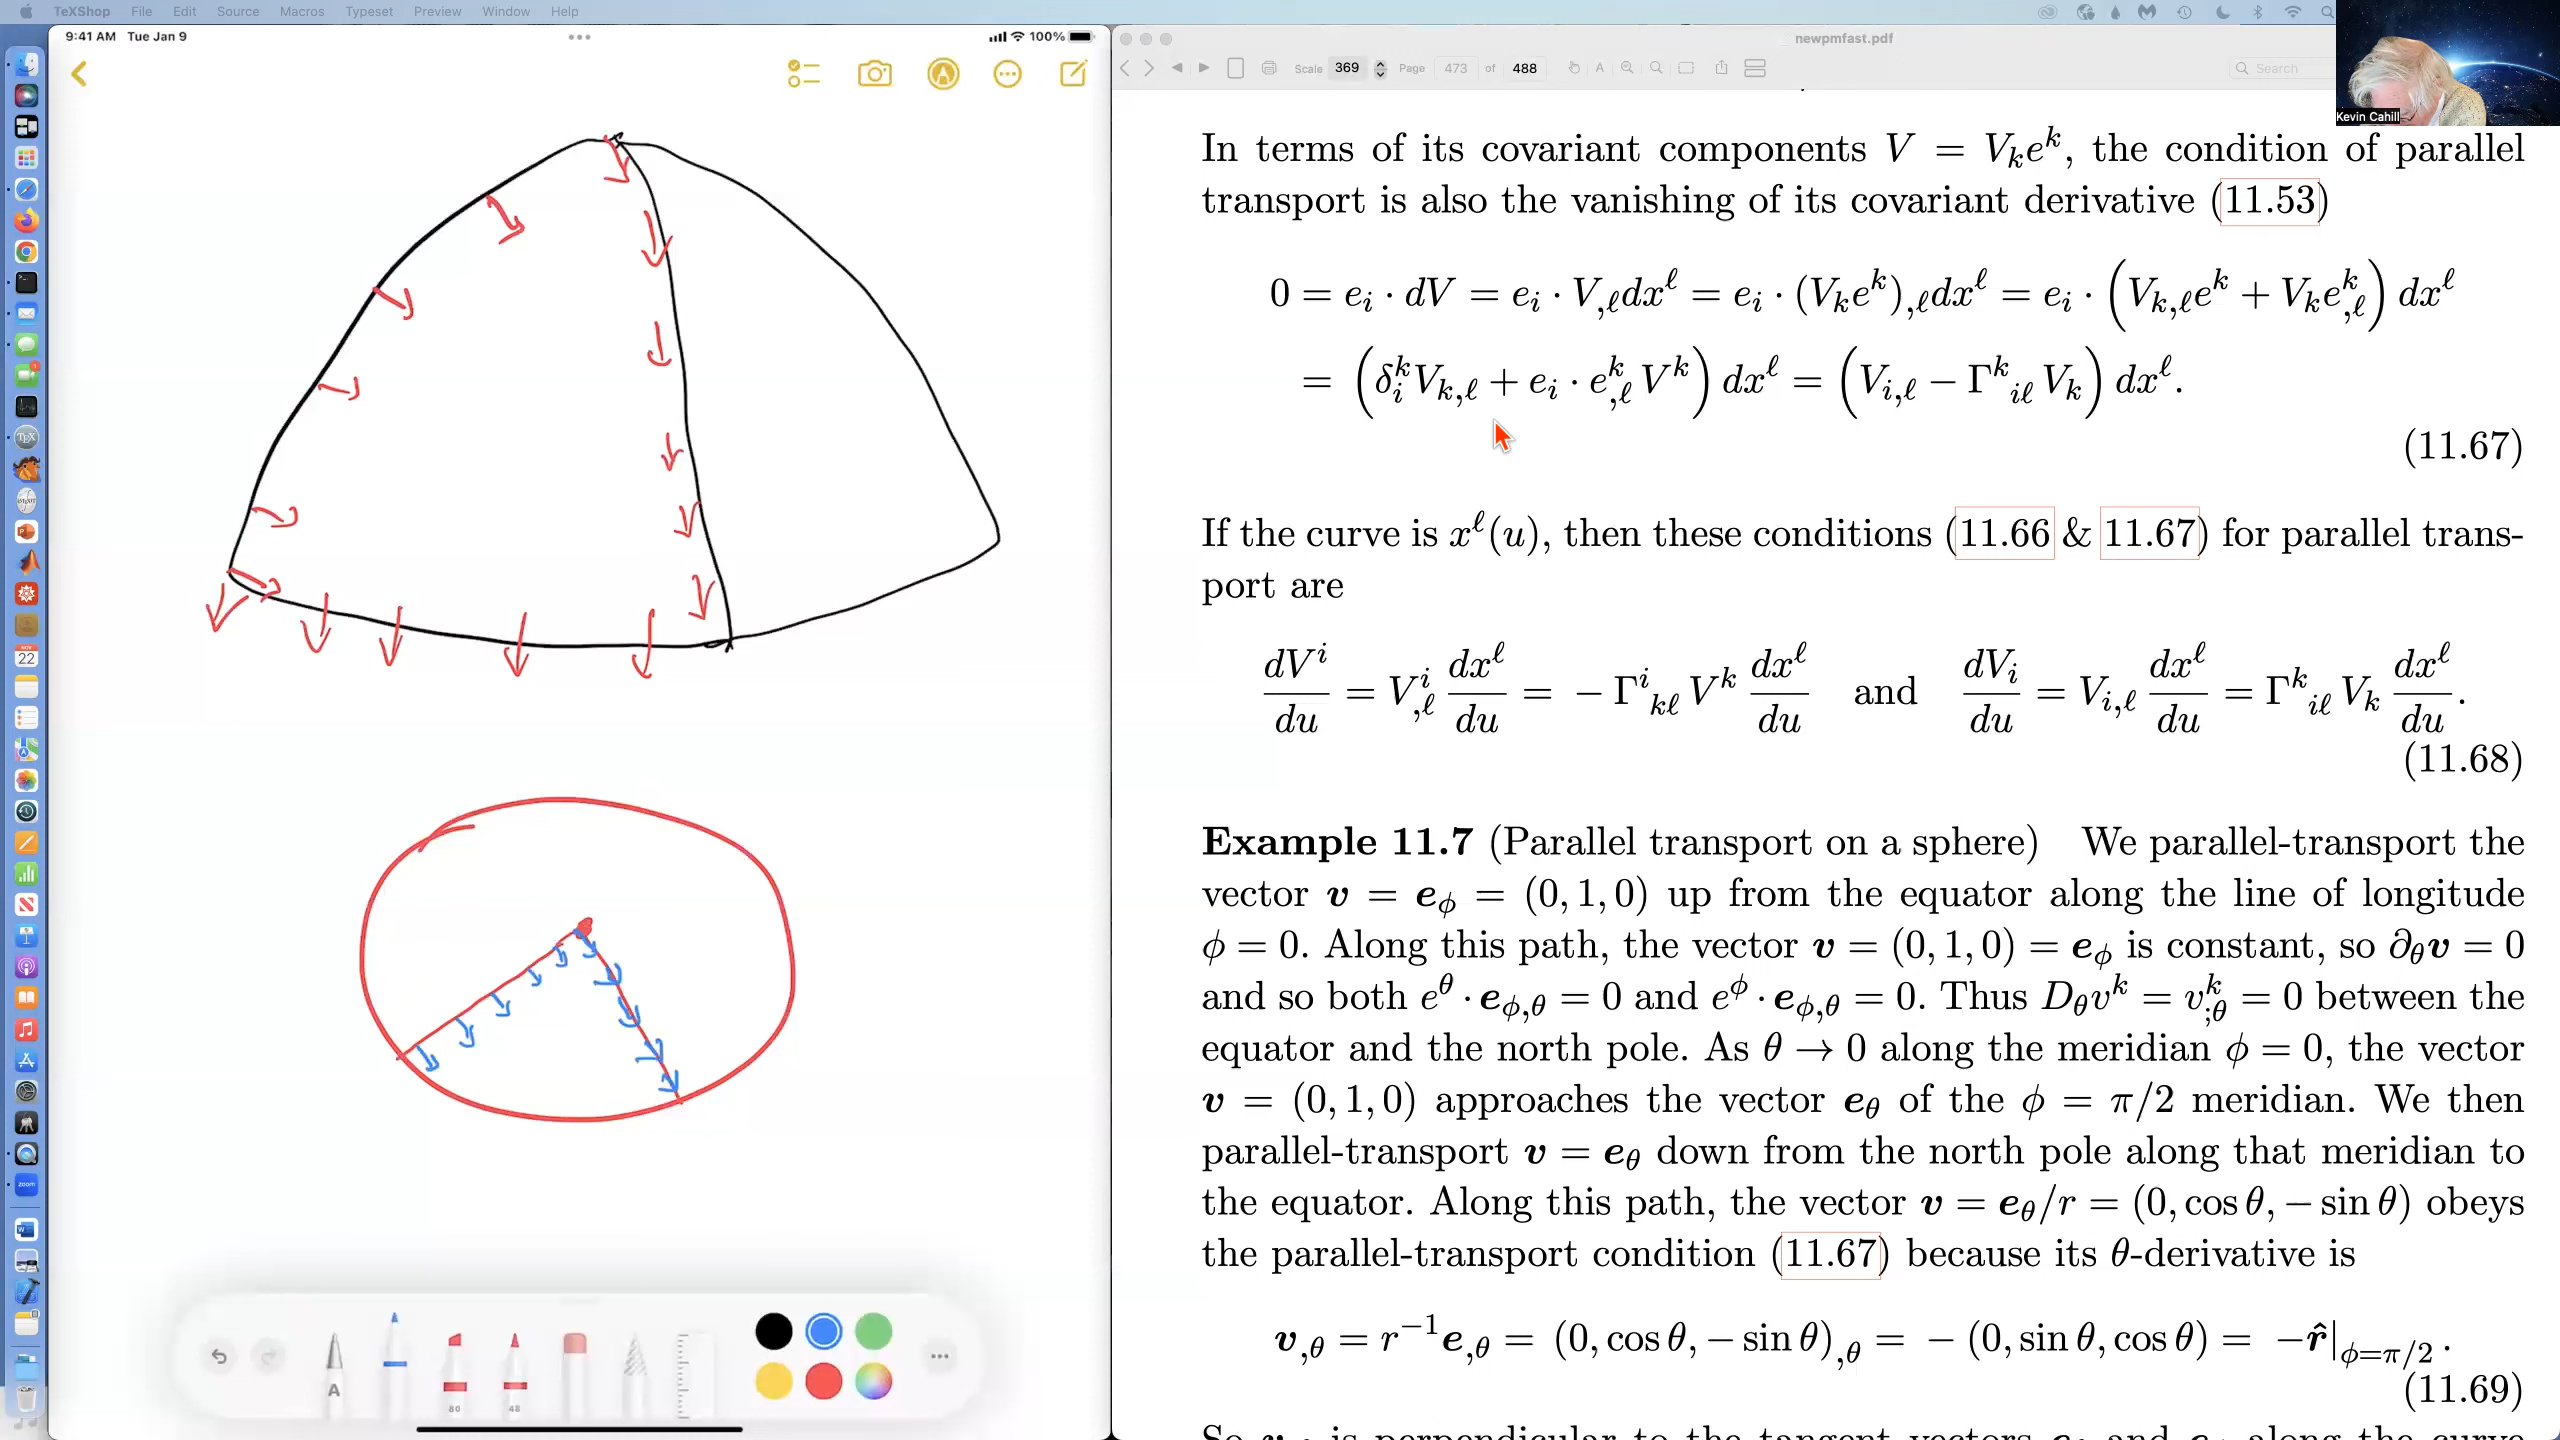 TeXShop File Edit Source Macros Typeset Preview Window Help
9:41 AM Tue Jan 9
100%
newpmfast.pdf
Scale 369 Page 473 of 488
Search
Kevin Cahill
In terms of its covariant components V = V_k e^k, the condition of parallel
transport is also the vanishing of its covariant derivative (11.53)
0 = e_i · dV = e_i · V_{,ℓ} dx^ℓ = e_i · (V_k e^k)_{,ℓ} dx^ℓ = e_i · (V_{k,ℓ} e^k + V_k e^k_{,ℓ}) dx^ℓ
= (δ^k_i V_{k,ℓ} + e_i · e^k_{,ℓ} V^k) dx^ℓ = (V_{i,ℓ} − Γ^k_{iℓ} V_k) dx^ℓ.
(11.67)
If the curve is x^ℓ(u), then these conditions (11.66 & 11.67) for parallel trans-
port are
dV^i/du = V^i_{,ℓ} dx^ℓ/du = − Γ^i_{kℓ} V^k dx^ℓ/du and dV_i/du = V_{i,ℓ} dx^ℓ/du = Γ^k_{iℓ} V_k dx^ℓ/du.
(11.68)
Example 11.7 (Parallel transport on a sphere) We parallel-transport the
vector v = e_ϕ = (0, 1, 0) up from the equator along the line of longitude
ϕ = 0. Along this path, the vector v = (0, 1, 0) = e_ϕ is constant, so ∂_θ v = 0
and so both e^θ · e_{ϕ,θ} = 0 and e^ϕ · e_{ϕ,θ} = 0. Thus D_θ v^k = v^k_{;θ} = 0 between the
equator and the north pole. As θ → 0 along the meridian ϕ = 0, the vector
v = (0, 1, 0) approaches the vector e_θ of the ϕ = π/2 meridian. We then
parallel-transport v = e_θ down from the north pole along that meridian to
the equator. Along this path, the vector v = e_θ/r = (0, cos θ, − sin θ) obeys
the parallel-transport condition (11.67) because its θ-derivative is
v_{,θ} = r^{−1} e_{,θ} = (0, cos θ, − sin θ)_{,θ} = − (0, sin θ, cos θ) = − r̂|_{ϕ=π/2}.
(11.69)
NOV
22
zoom
A
80
48